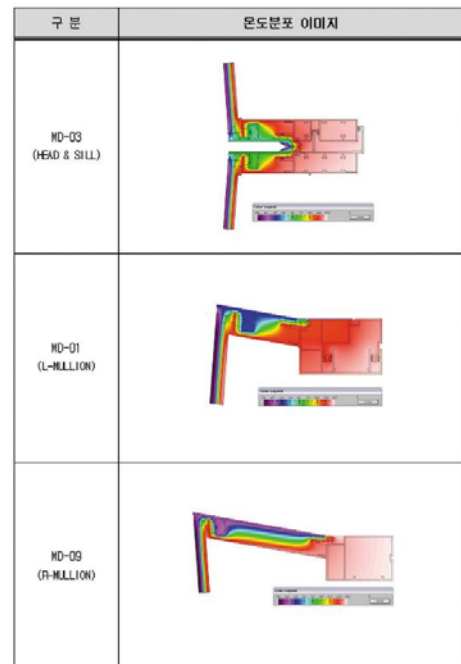 구 분
온도분포 이미지
MD-03
(HEAD & SILL)
MD-01
(L-MULLION)
MD-09
(R-MULLION)